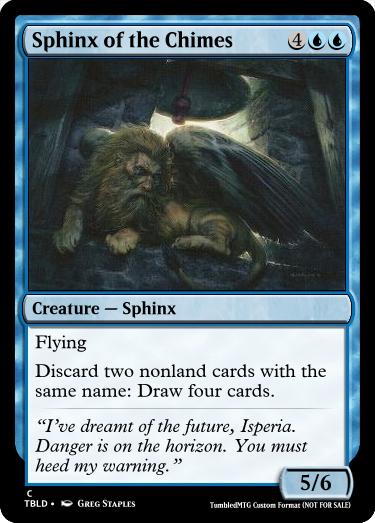 Sphinx of the Chimes 4
Creature — Sphinx
Flying
Discard two nonland cards with the
same name: Draw four cards.
“I’ve dreamt of the future, Isperia.
Danger is on the horizon. You must
heed my warning.”
5/6
C
TBLD • Greg Staples
TumbledMTG Custom Format (NOT FOR SALE)